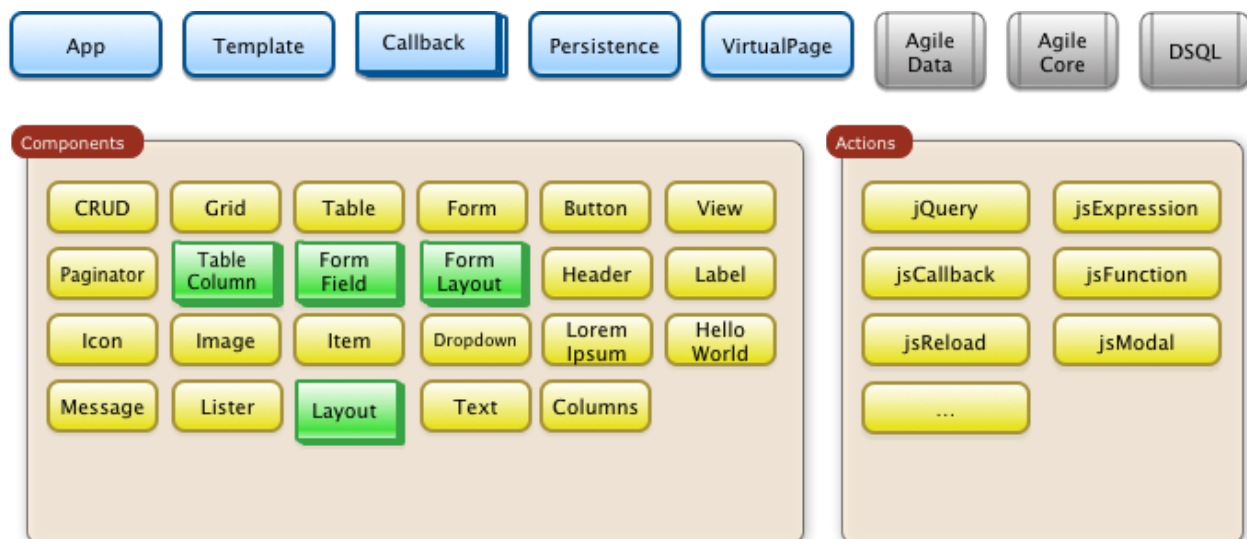 App
Template
Callback
Persistence
VirtualPage
Agile
Data
Agile
Core
DSQL
Components
CRUD
Grid
Table
Form
Button
View
Paginator
Table
Column
Form
Field
Form
Layout
Header
Label
Icon
Image
Item
Dropdown
Lorem
Ipsum
Hello
World
Message
Lister
Layout
Text
Columns
Actions
jQuery
jsExpression
jsCallback
jsFunction
jsReload
jsModal
...